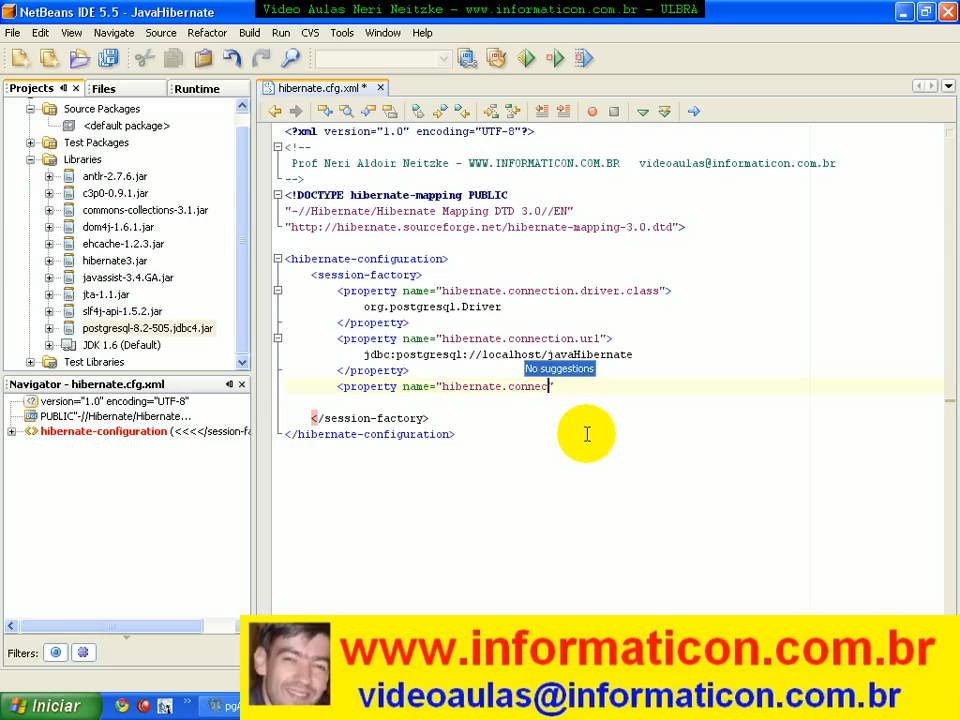 NetBeans IDE 5.5 - JavaHibernate
Video Aulas Neri Neitzke - www.informaticon.com.br - ULBRA
File Edit View Navigate Source Refactor Build Run CVS Tools Window Help
Projects Files Runtime
Source Packages
<default package>
Test Packages
Libraries
antlr-2.7.6.jar
c3p0-0.9.1.jar
commons-collections-3.1.jar
dom4j-1.6.1.jar
ehcache-1.2.3.jar
hibernate3.jar
javassist-3.4.GA.jar
jta-1.1.jar
slf4j-api-1.5.2.jar
postgresql-8.2-505.jdbc4.jar
JDK 1.6 (Default)
Test Libraries
Navigator - hibernate.cfg.xml
version="1.0" encoding="UTF-8"
PUBLIC"-//Hibernate/Hibernate...
hibernate-configuration (<<<</session-fa
Filters:
hibernate.cfg.xml *
<?xml version="1.0" encoding="UTF-8"?>
<!--
Prof Neri Aldoir Neitzke - WWW.INFORMATICON.COM.BR videoaulas@informaticon.com.br
-->
<!DOCTYPE hibernate-mapping PUBLIC
"-//Hibernate/Hibernate Mapping DTD 3.0//EN"
"http://hibernate.sourceforge.net/hibernate-mapping-3.0.dtd">
<hibernate-configuration>
<session-factory>
<property name="hibernate.connection.driver.class">
org.postgresql.Driver
</property>
<property name="hibernate.connection.url">
jdbc:postgresql://localhost/javaHibernate
</property>
No suggestions
<property name="hibernate.connec"
</session-factory>
</hibernate-configuration>
www.informaticon.com.br
videoaulas@informaticon.com.br
Iniciar
pgA